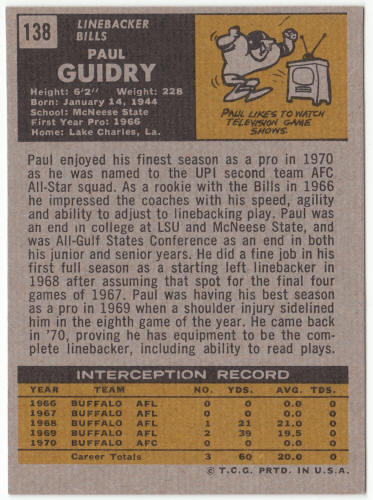 138
LINEBACKER
BILLS
PAUL
GUIDRY
Height: 6'2" Weight: 228
Born: January 14, 1944
School: McNeese State
First Year Pro: 1966
Home: Lake Charles, La.
PAUL LIKES TO WATCH
TELEVISION GAME
SHOWS.
Paul enjoyed his finest season as a pro in 1970
as he was named to the UPI second team AFC
All-Star squad. As a rookie with the Bills in 1966
he impressed the coaches with his speed, agility
and ability to adjust to linebacking play. Paul was
an end in college at LSU and McNeese State, and
was All-Gulf States Conference as an end in both
his junior and senior years. He did a fine job in his
first full season as a starting left linebacker in
1968 after assuming that spot for the final four
games of 1967. Paul was having his best season
as a pro in 1969 when a shoulder injury sidelined
him in the eighth game of the year. He came back
in '70, proving he has equipment to be the com-
plete linebacker, including ability to read plays.
INTERCEPTION RECORD
YEAR TEAM NO. YDS. AVG. TDS.
1966 BUFFALO AFL 0 0 0 0
1967 BUFFALO AFL 0 0 0 0
1968 BUFFALO AFL 1 21 21.0 0
1969 BUFFALO AFL 2 39 19.5 0
1970 BUFFALO AFC 0 0 0 0
Career Totals 3 60 20.0 0
© T.C.G. PRTD. IN U.S.A.